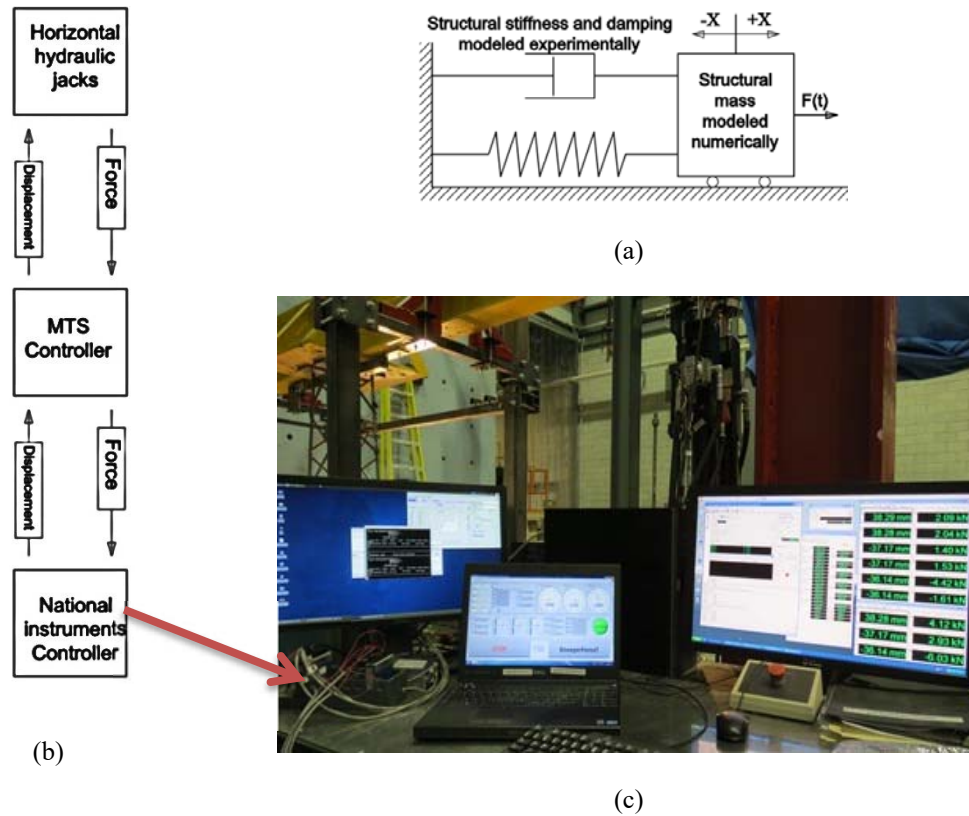 Horizontal
hydraulic
jacks
Displacement
Force
MTS
Controller
Displacement
Force
National
instruments
Controller
(b)
Structural stiffness and damping
modeled experimentally
-X
+X
Structural
mass
modeled
numerically
F(t)
(a)
38.29 mm 2.09 kN
38.28 mm 2.04 kN
-37.17 mm 1.40 kN
-37.17 mm 1.53 kN
-36.14 mm -4.42 kN
-36.14 mm -1.61 kN
38.28 mm 4.12 kN
-37.17 mm 2.93 kN
-36.14 mm -6.03 kN
(c)